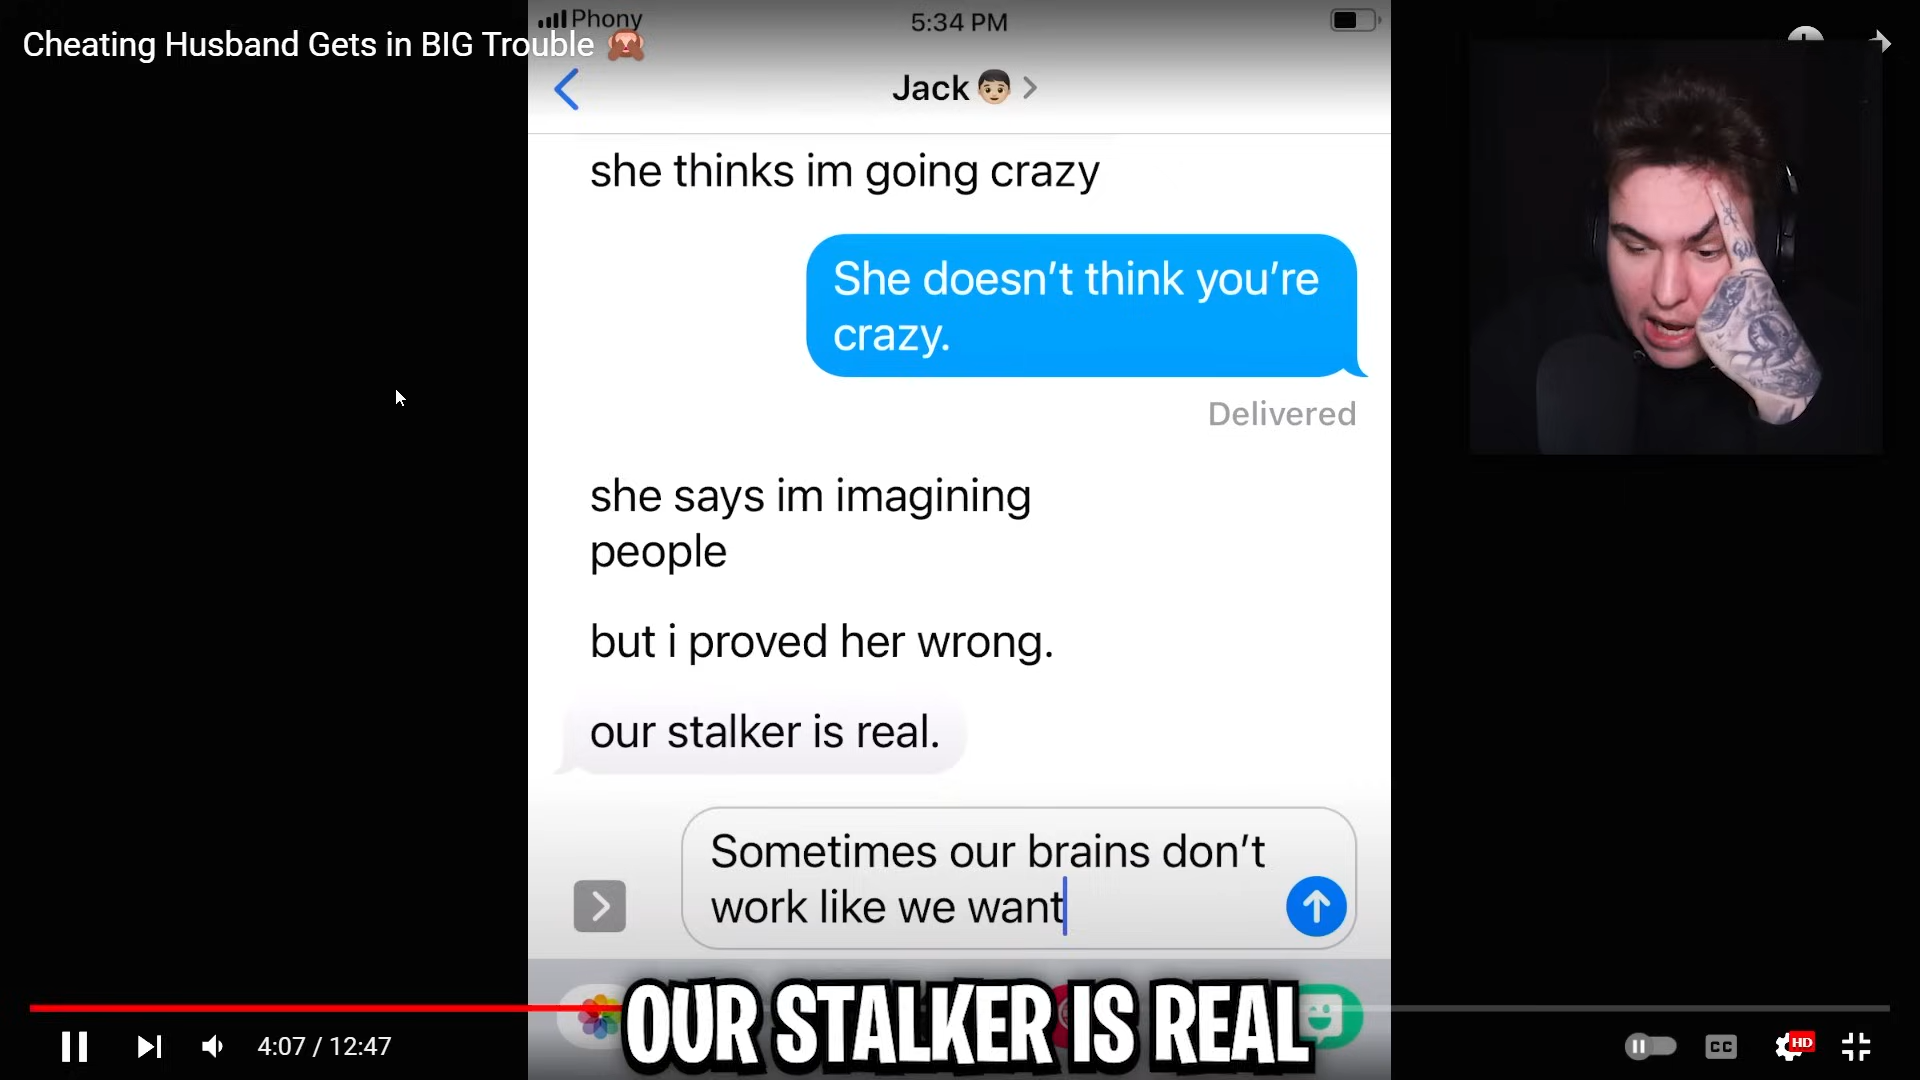 Phony
5:34 PM
Cheating Husband Gets in BIG Trouble 🙈
Jack 👦🏻
she thinks im going crazy
She doesn’t think you’re
crazy.
Delivered
she says im imagining
people
but i proved her wrong.
our stalker is real.
Sometimes our brains don’t
work like we want
OUR STALKER IS REAL
4:07 / 12:47
CC
HD